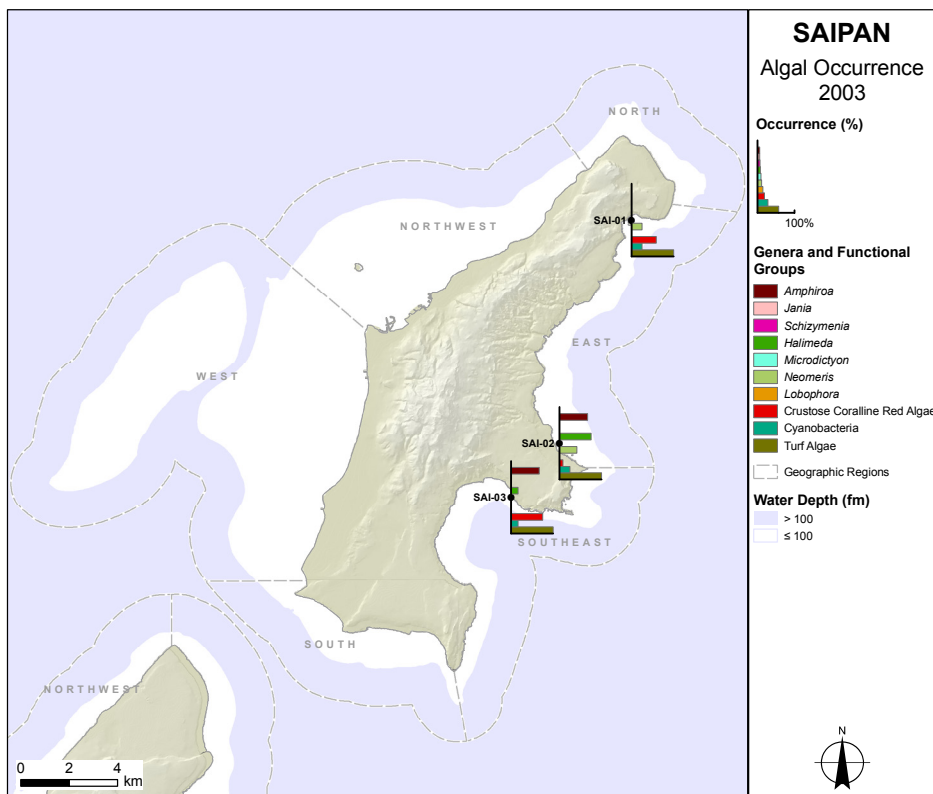 SAIPAN
Algal Occurrence
2003
Occurrence (%)
100%
Genera and Functional
Groups
Amphiroa
Jania
Schizymenia
Halimeda
Microdictyon
Neomeris
Lobophora
Crustose Coralline Red Algae
Cyanobacteria
Turf Algae
Geographic Regions
Water Depth (fm)
> 100
≤ 100
N
NORTH
NORTHWEST
SAI-01
EAST
WEST
SAI-02
SAI-03
SOUTHEAST
SOUTH
NORTHWEST
0 2 4
km